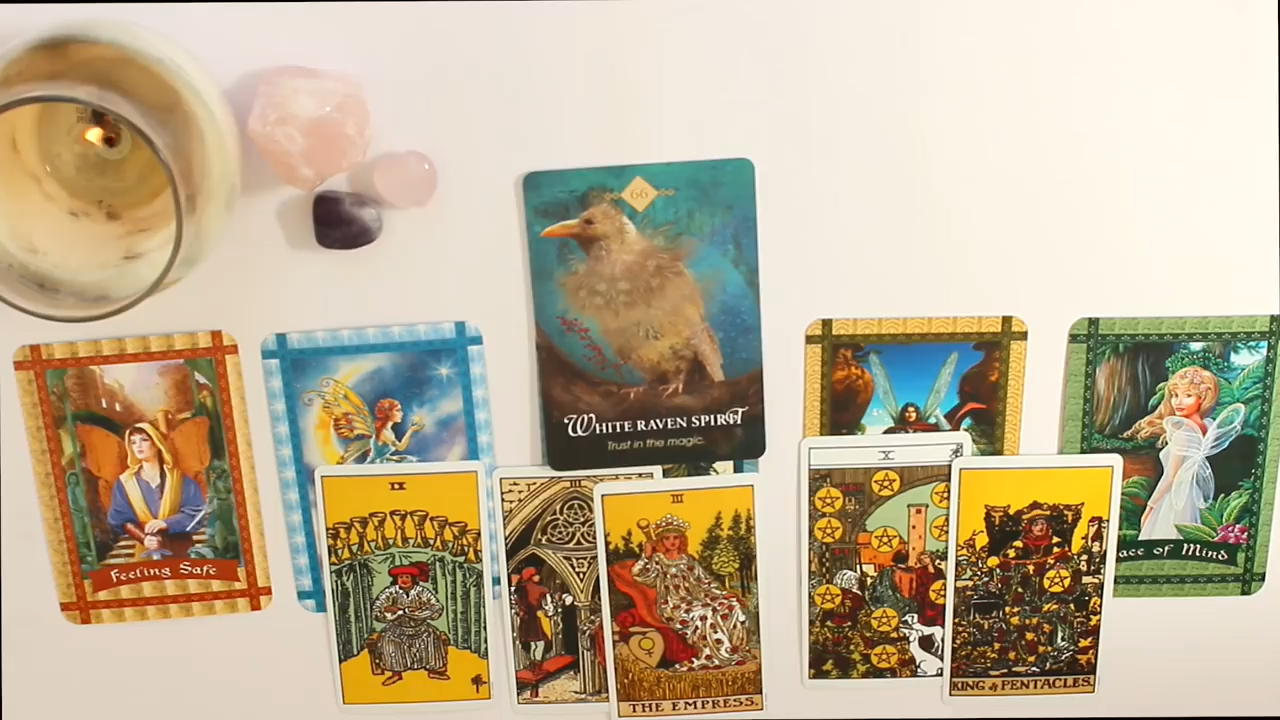 66
WHITE RAVEN SPIRIT
Trust in the magic.
Feeling Safe
ace of Mind
IX
III
III
X
THE EMPRESS.
KING of PENTACLES.